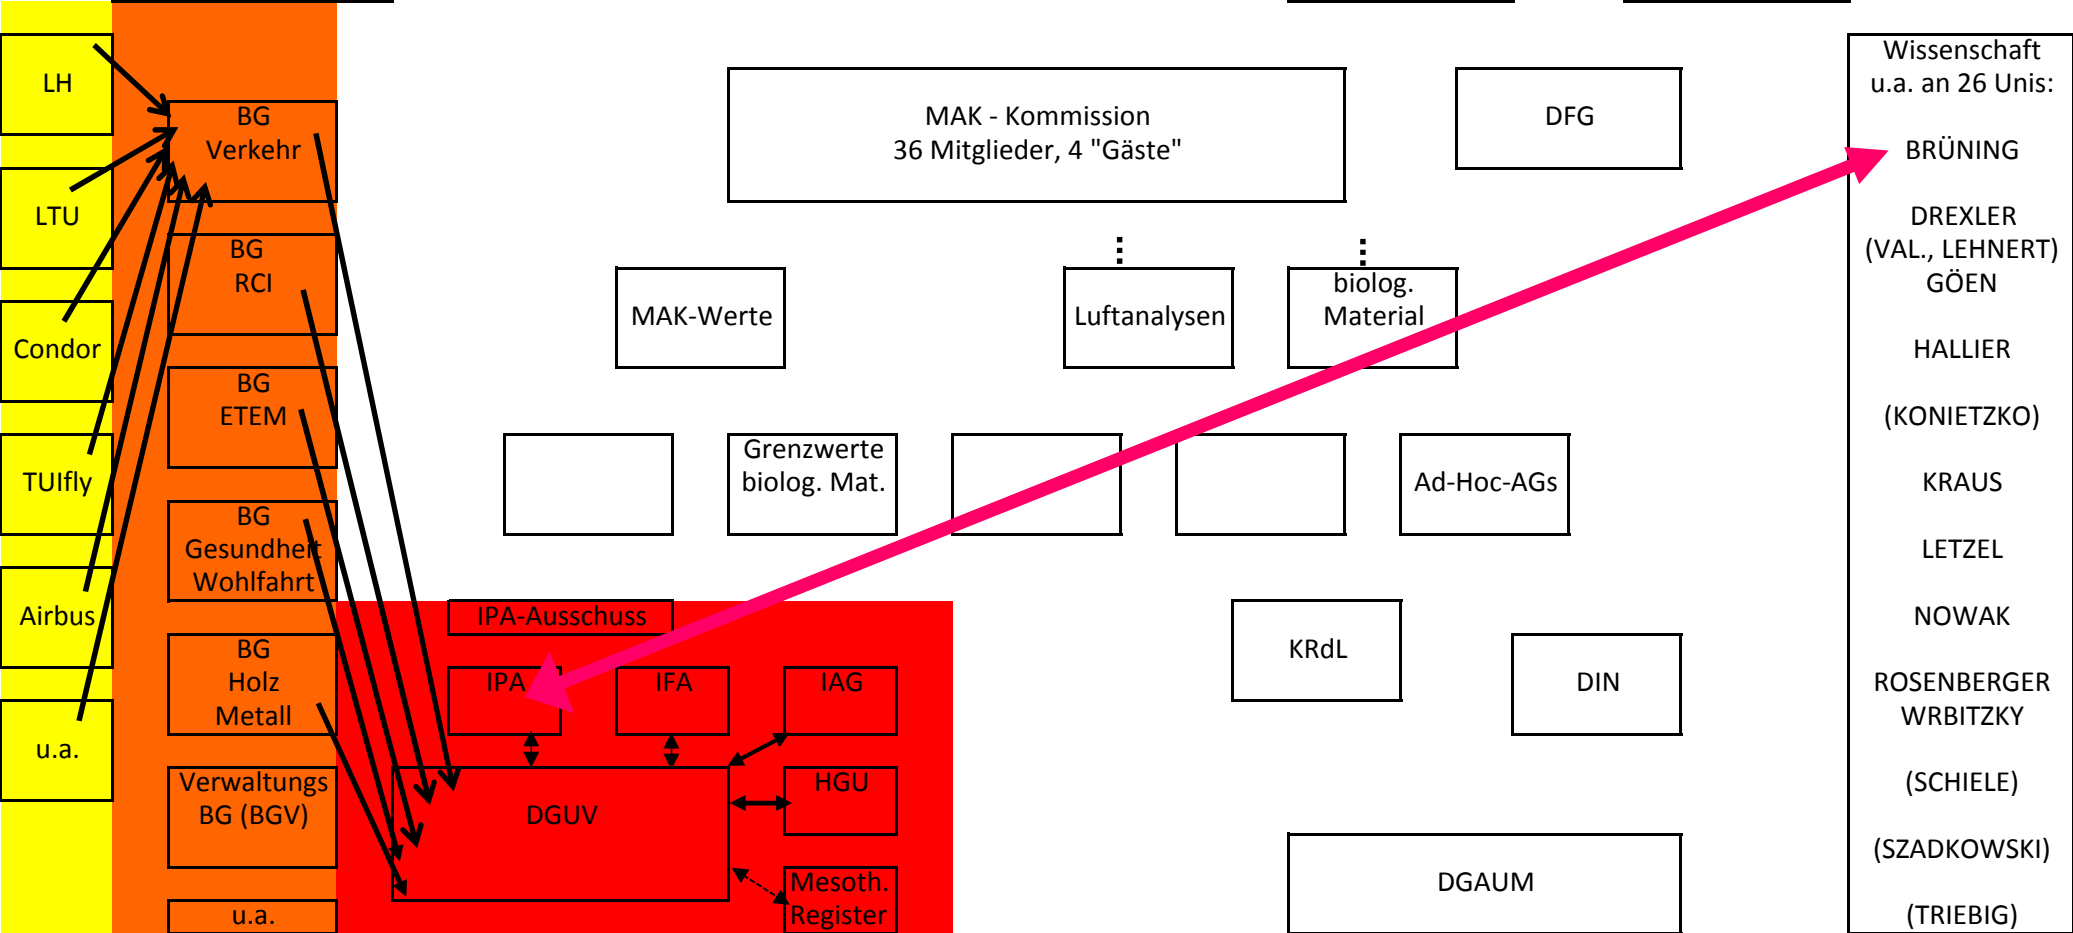 LH
LTU
Condor
TUIfly
Airbus
u.a.
BG
Verkehr
BG
RCI
BG
ETEM
BG
Gesundheit
Wohlfahrt
BG
Holz
Metall
Verwaltungs
BG (BGV)
u.a.
MAK - Kommission
36 Mitglieder, 4 "Gäste"
DFG
MAK-Werte
Luftanalysen
biolog.
Material
Grenzwerte
biolog. Mat.
Ad-Hoc-AGs
IPA-Ausschuss
IPA
IFA
IAG
DGUV
HGU
Mesoth.
Register
KRdL
DIN
DGAUM
Wissenschaft
u.a. an 26 Unis:
BRÜNING
DREXLER
(VAL., LEHNERT)
GÖEN
HALLIER
(KONIETZKO)
KRAUS
LETZEL
NOWAK
ROSENBERGER
WRBITZKY
(SCHIELE)
(SZADKOWSKI)
(TRIEBIG)